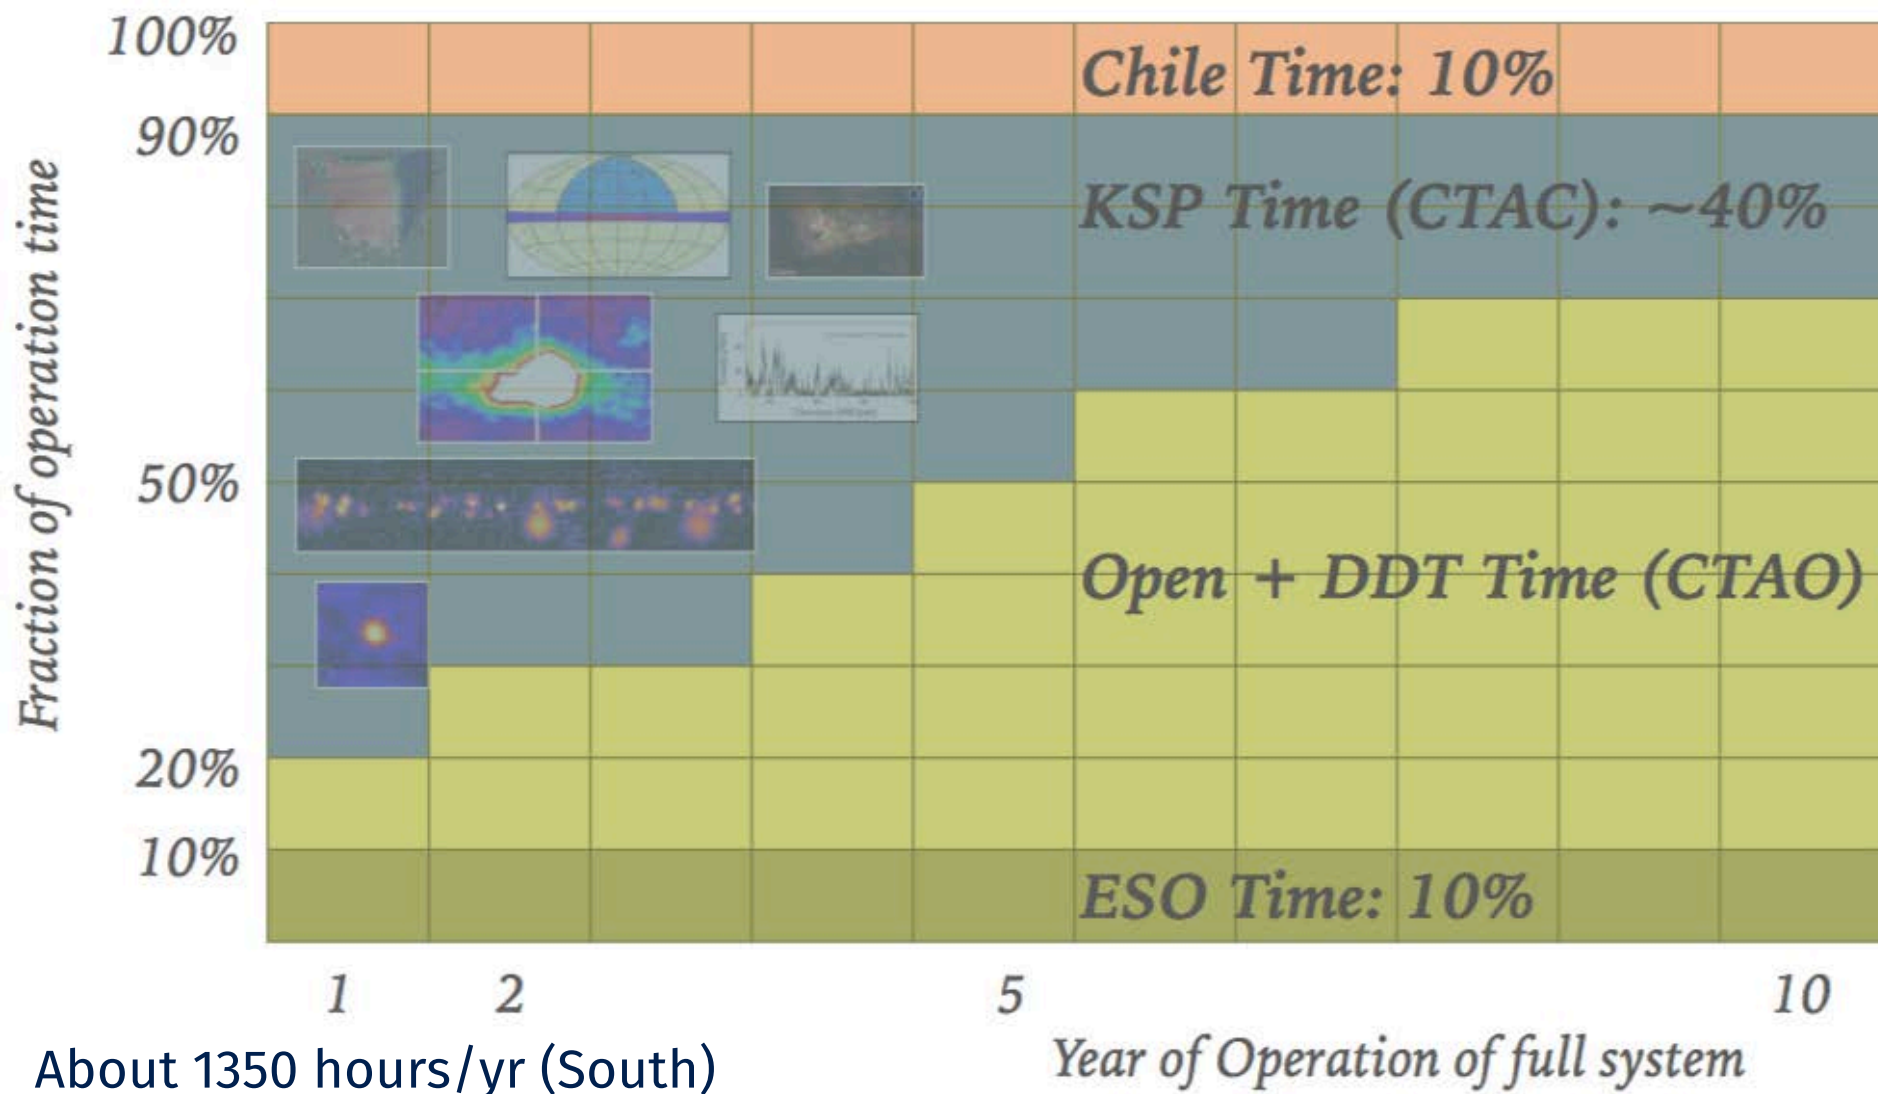 100%
Chile Time: 10%
90%
KSP Time (CTAC): ~40%
50%
Open + DDT Time (CTAO)
20%
10%
ESO Time: 10%
Fraction of operation time
1 2 5 10
Year of Operation of full system
About 1350 hours/yr (South)